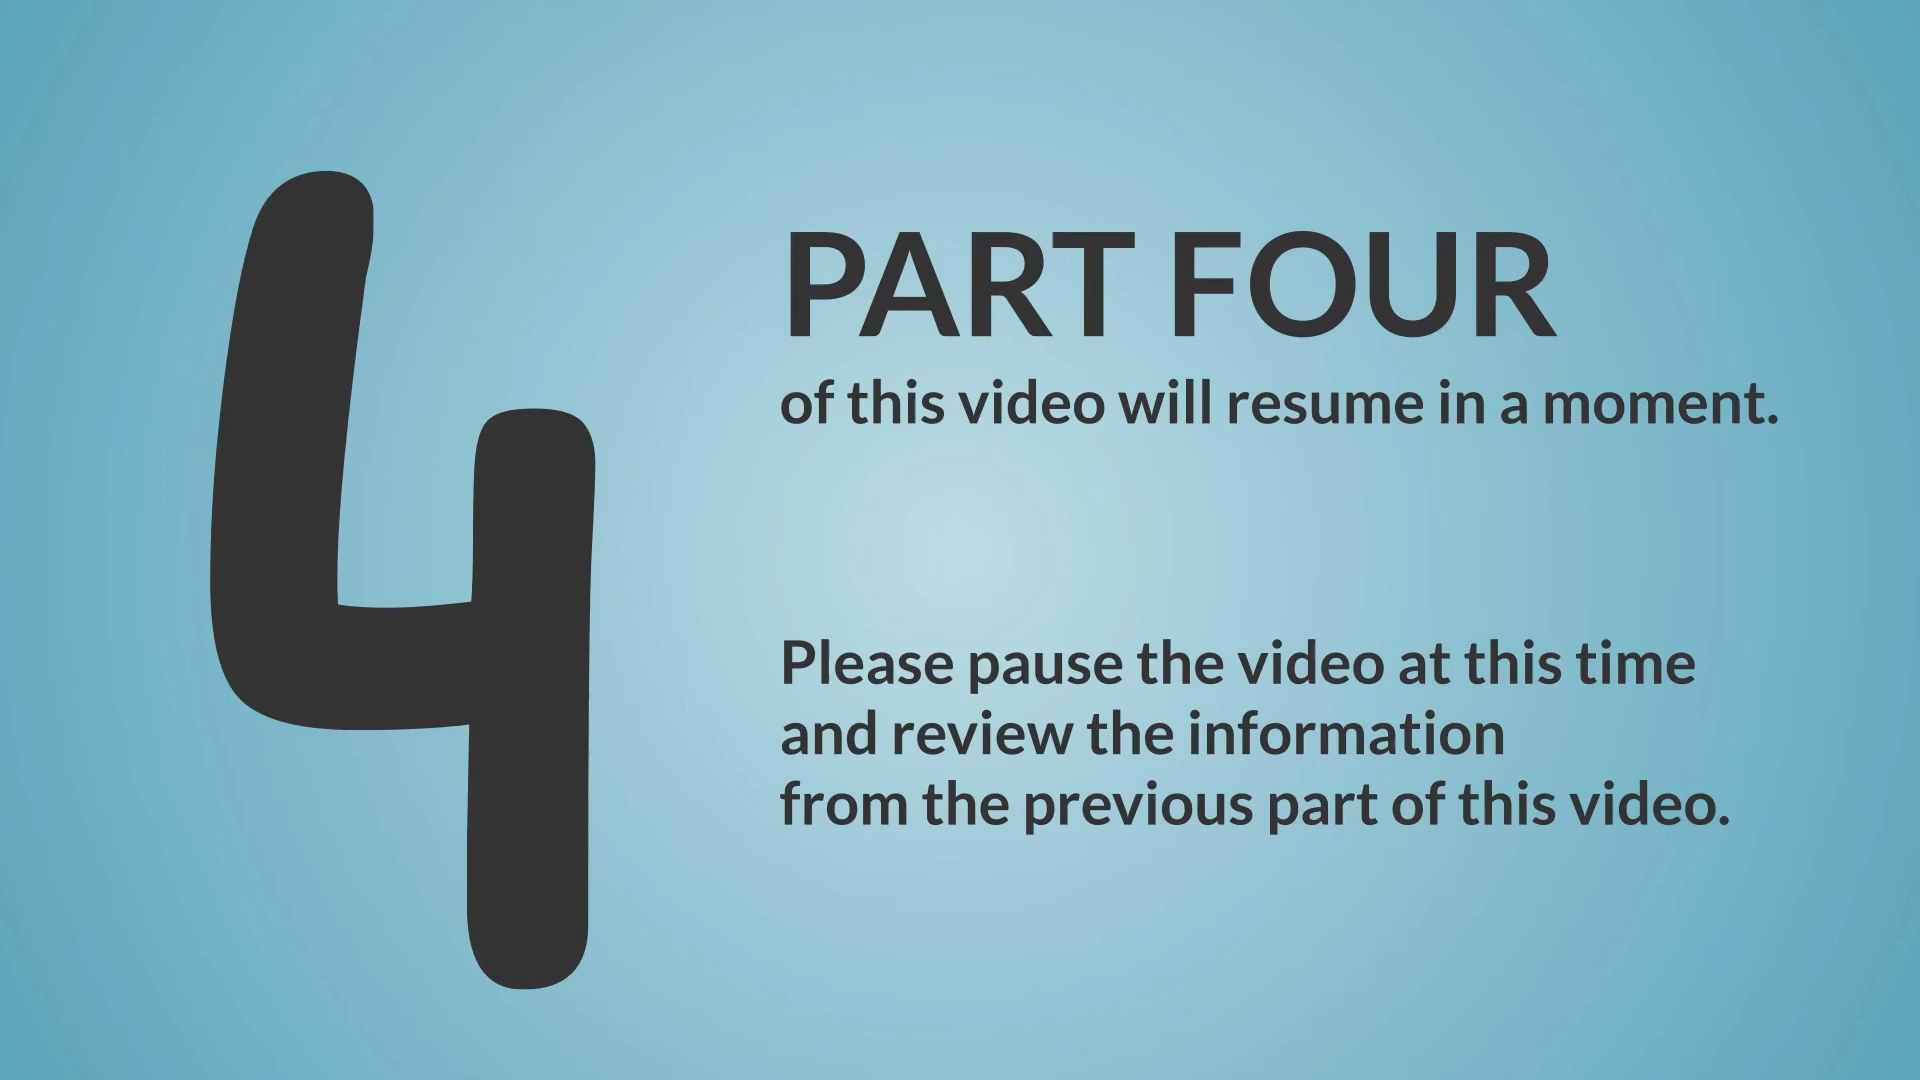 4
PART FOUR
of this video will resume in a moment.
Please pause the video at this time
and review the information
from the previous part of this video.